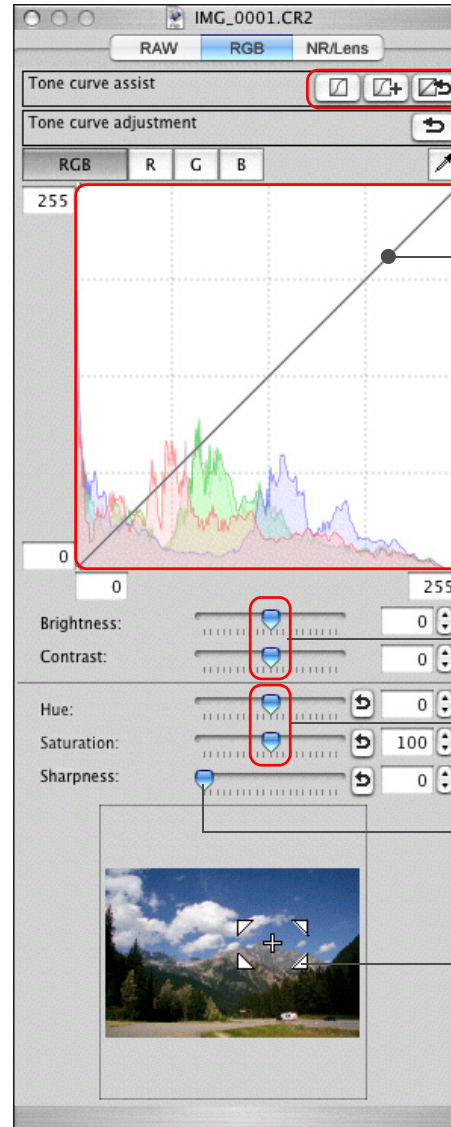 IMG_0001.CR2
RAW RGB NR/Lens
Tone curve assist
Tone curve adjustment
RGB R G B
255
0
0 255
Brightness: 0
Contrast: 0
Hue: 0
Saturation: 100
Sharpness: 0